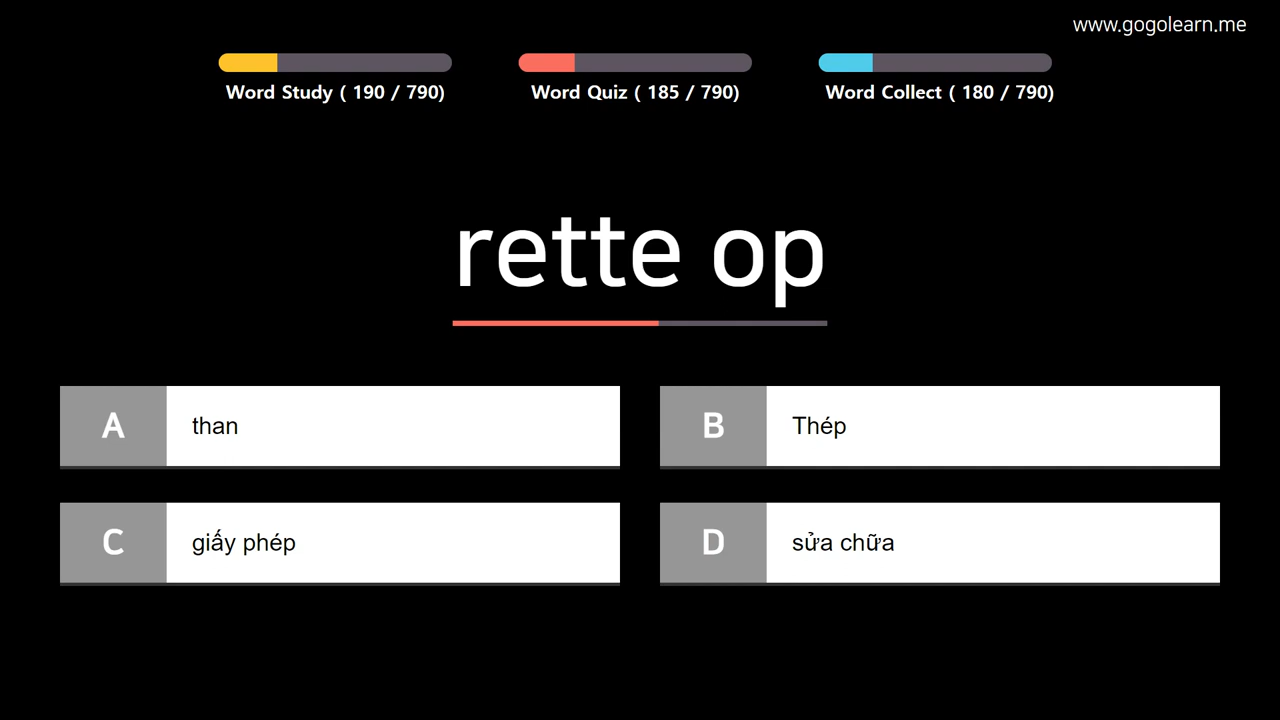 www.gogolearn.me
Word Study ( 190 / 790)
Word Quiz ( 185 / 790)
Word Collect ( 180 / 790)
rette op
A than
B Thép
C giấy phép
D sửa chữa